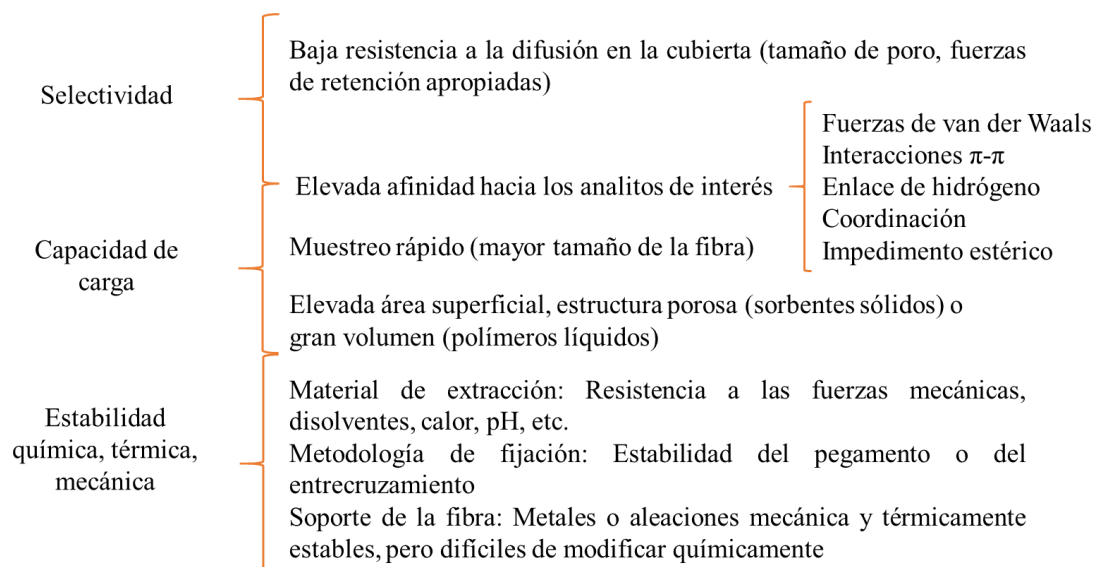 Selectividad
Baja resistencia a la difusión en la cubierta (tamaño de poro, fuerzas
de retención apropiadas)
Elevada afinidad hacia los analitos de interés
Fuerzas de van der Waals
Interacciones π-π
Enlace de hidrógeno
Coordinación
Impedimento estérico
Capacidad de
carga
Muestreo rápido (mayor tamaño de la fibra)
Elevada área superficial, estructura porosa (sorbentes sólidos) o
gran volumen (polímeros líquidos)
Estabilidad
química, térmica,
mecánica
Material de extracción: Resistencia a las fuerzas mecánicas,
disolventes, calor, pH, etc.
Metodología de fijación: Estabilidad del pegamento o del
entrecruzamiento
Soporte de la fibra: Metales o aleaciones mecánica y térmicamente
estables, pero difíciles de modificar químicamente